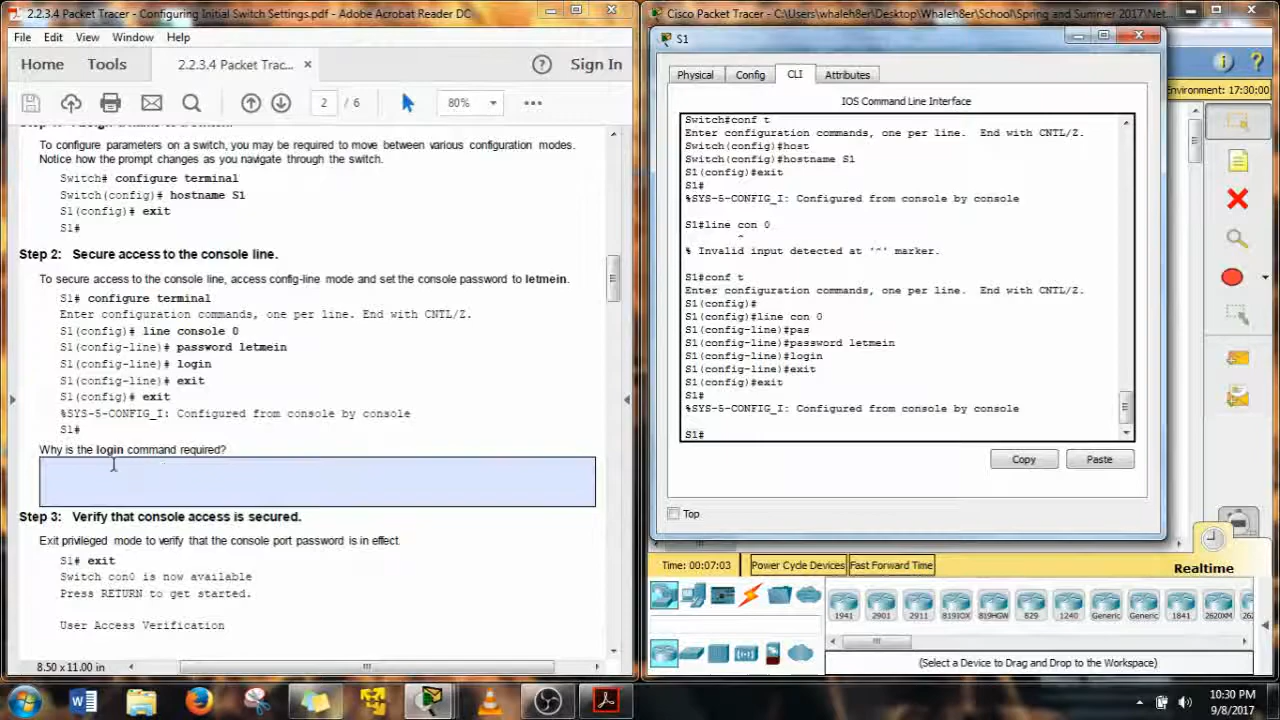 2.2.3.4 Packet Tracer - Configuring Initial Switch Settings.pdf - Adobe Acrobat Reader DC
File Edit View Window Help
Home Tools 2.2.3.4 Packet Trac... × Sign In
2 / 6 80%
To configure parameters on a switch, you may be required to move between various configuration modes.
Notice how the prompt changes as you navigate through the switch.
Switch# configure terminal
Switch(config)# hostname S1
S1(config)# exit
S1#
Step 2: Secure access to the console line.
To secure access to the console line, access config-line mode and set the console password to letmein.
S1# configure terminal
Enter configuration commands, one per line. End with CNTL/Z.
S1(config)# line console 0
S1(config-line)# password letmein
S1(config-line)# login
S1(config-line)# exit
S1(config)# exit
%SYS-5-CONFIG_I: Configured from console by console
S1#
Why is the login command required?
Step 3: Verify that console access is secured.
Exit privileged mode to verify that the console port password is in effect.
S1# exit
Switch con0 is now available
Press RETURN to get started.
User Access Verification
8.50 x 11.00 in
Cisco Packet Tracer - C:\Users\whaleh8er\Desktop\Whaleh8er\School\Spring and Summer 2017\Net...
S1
Physical Config CLI Attributes
IOS Command Line Interface
Switch#conf t
Enter configuration commands, one per line. End with CNTL/Z.
Switch(config)#host
Switch(config)#hostname S1
S1(config)#exit
S1#
%SYS-5-CONFIG_I: Configured from console by console
S1#line con 0
^
% Invalid input detected at '^' marker.
S1#conf t
Enter configuration commands, one per line. End with CNTL/Z.
S1(config)#
S1(config)#line con 0
S1(config-line)#pas
S1(config-line)#password letmein
S1(config-line)#login
S1(config-line)#exit
S1(config)#exit
S1#
%SYS-5-CONFIG_I: Configured from console by console
S1#
Copy Paste
Top
Environment: 17:30:00
Time: 00:07:03 Power Cycle Devices Fast Forward Time
Realtime
1941 2901 2911 819IOX 819HGW 829 1240 Generic Generic 1841 2620XM 262
(Select a Device to Drag and Drop to the Workspace)
10:30 PM
9/8/2017